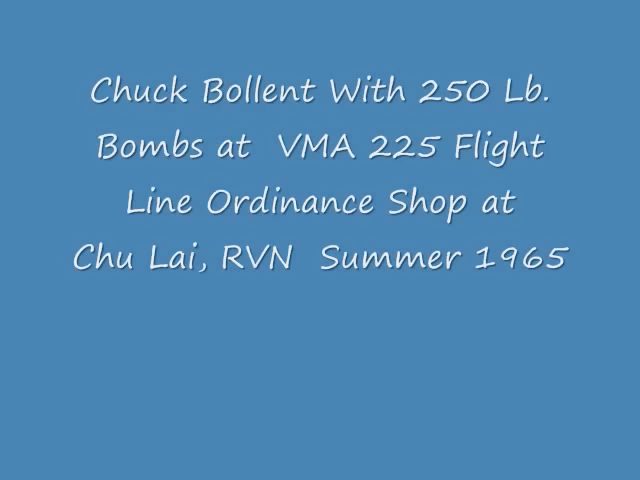 Chuck Bollent With 250 Lb.
Bombs at  VMA 225 Flight
Line Ordinance Shop at
Chu Lai, RVN  Summer 1965